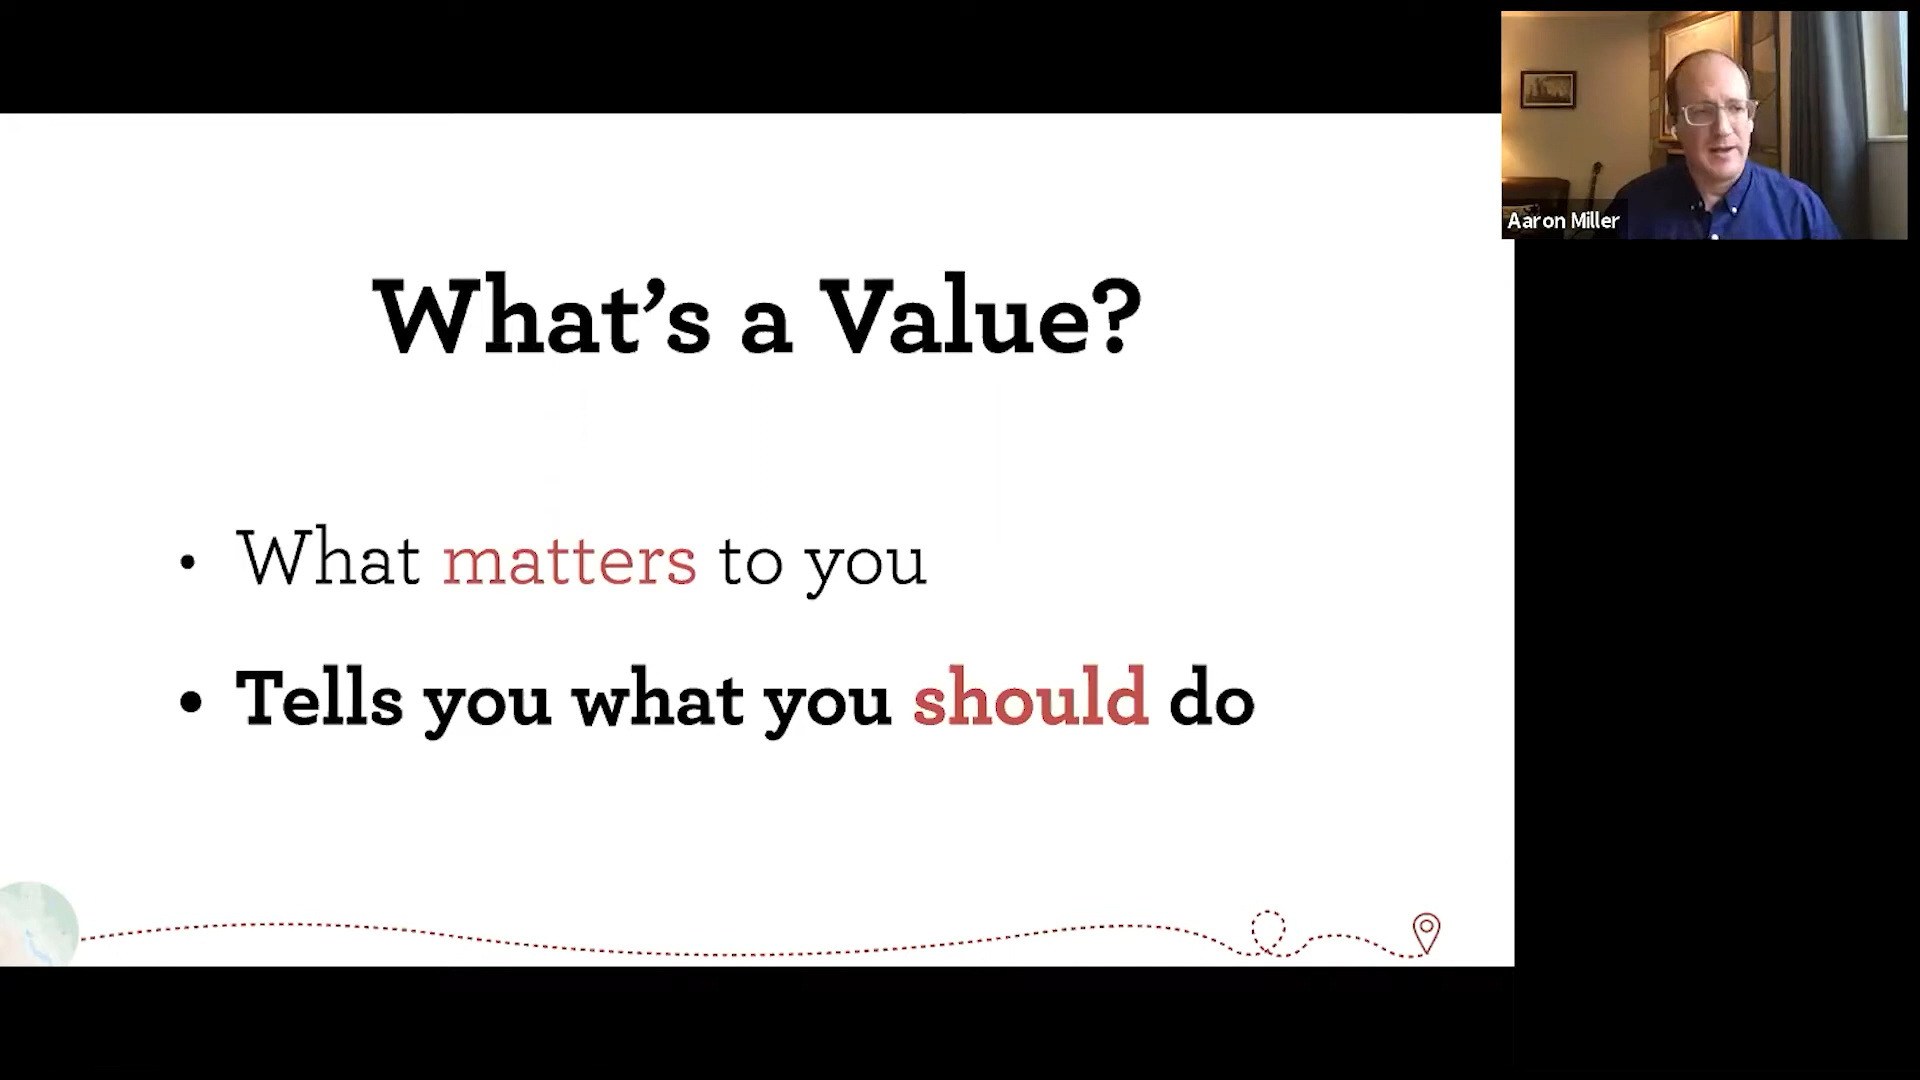 What’s a Value?
• What matters to you
• Tells you what you should do
Aaron Miller